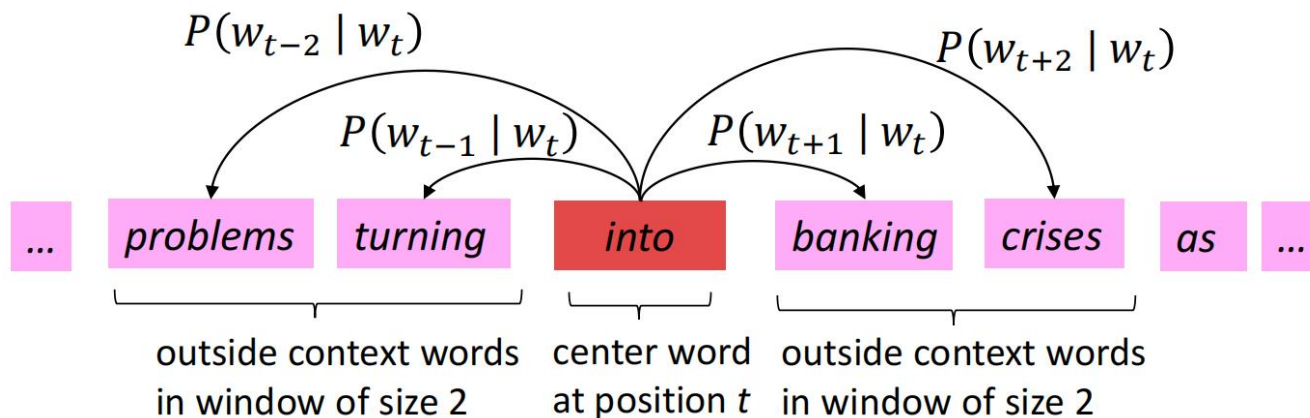 P(w_{t−2} | w_t)
P(w_{t+2} | w_t)
P(w_{t−1} | w_t)
P(w_{t+1} | w_t)
... problems turning into banking crises as ...
outside context words center word outside context words
in window of size 2 at position t in window of size 2